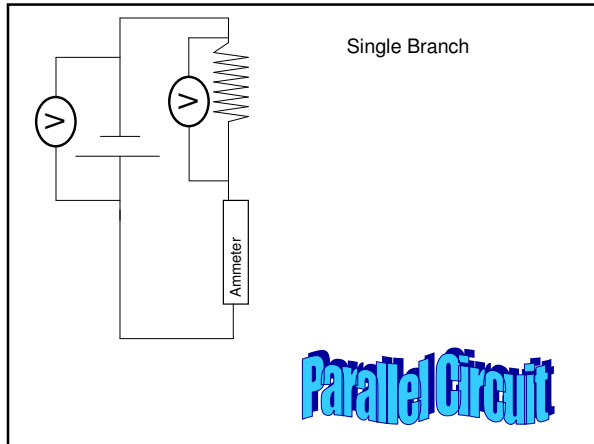 Single Branch
V
V
Ammeter
Parallel Circuit